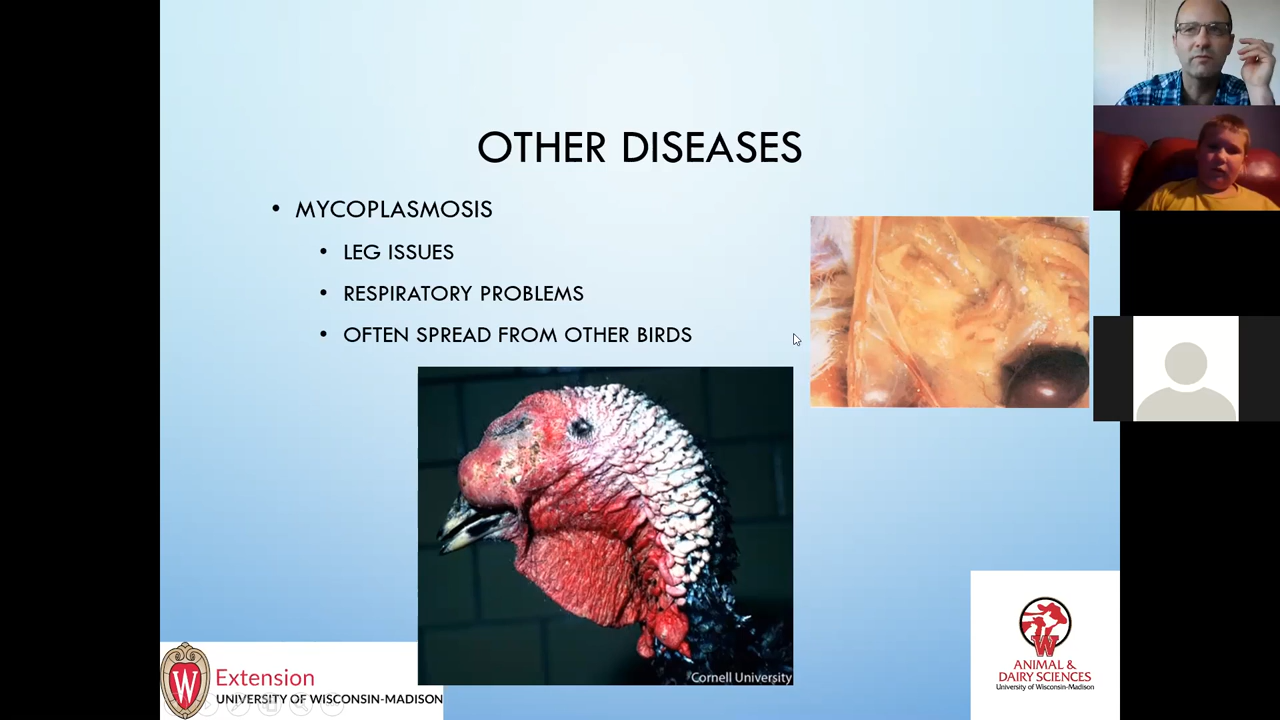 OTHER DISEASES
• MYCOPLASMOSIS
• LEG ISSUES
• RESPIRATORY PROBLEMS
• OFTEN SPREAD FROM OTHER BIRDS
Cornell University
W
Extension
UNIVERSITY OF WISCONSIN-MADISON
W
ANIMAL &
DAIRY SCIENCES
University of Wisconsin-Madison